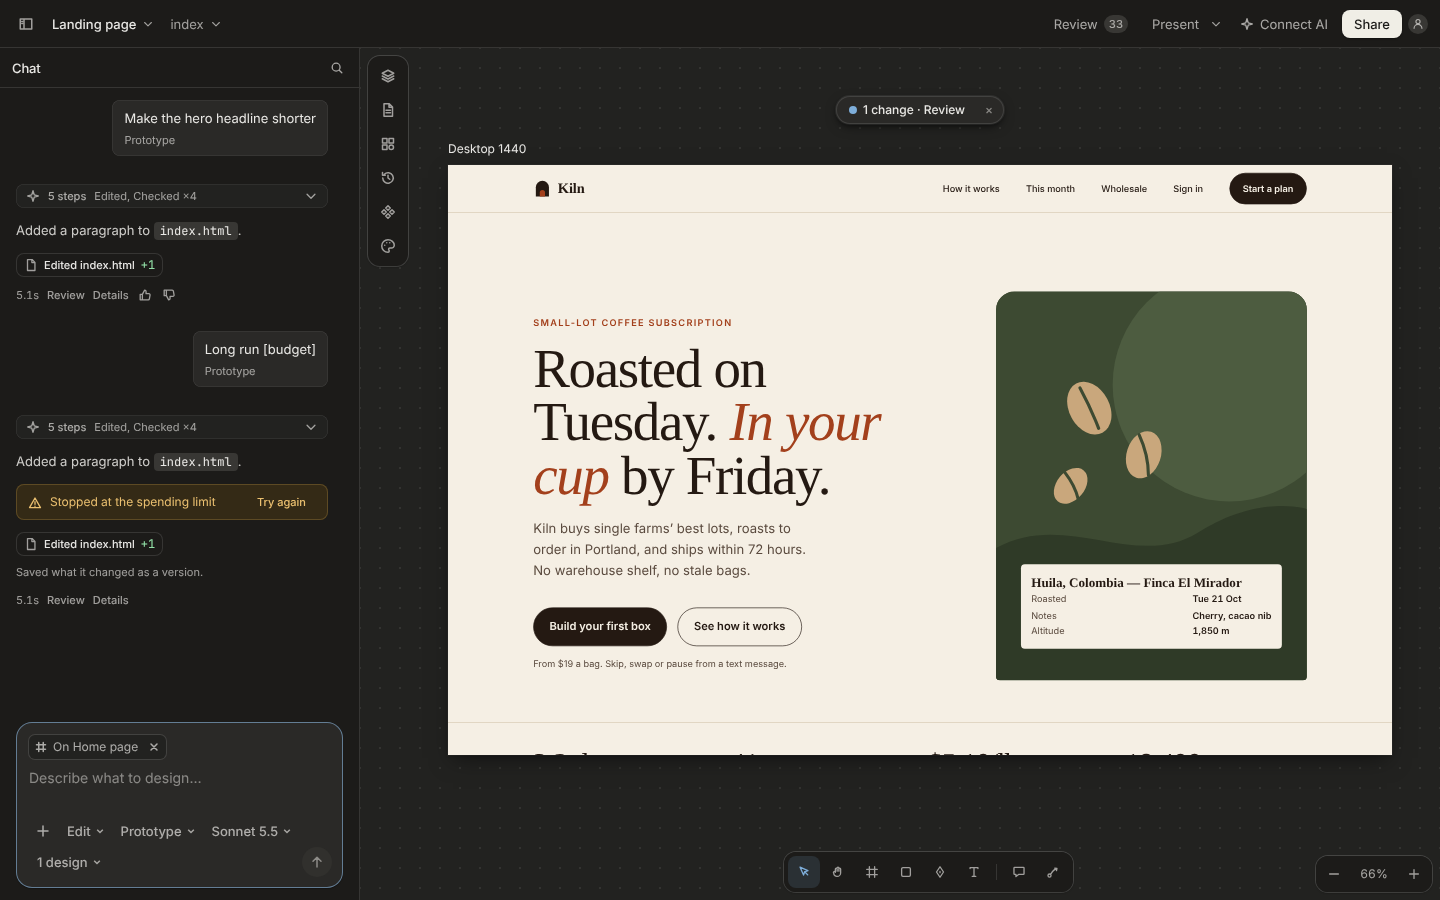 Landing page
index
Review 33
Present
Connect AI
Share
Chat
Make the hero headline shorter
Prototype
5 steps Edited, Checked ×4
Added a paragraph to index.html.
Edited index.html +1
5.1s Review Details
Long run [budget]
Prototype
5 steps Edited, Checked ×4
Added a paragraph to index.html.
Stopped at the spending limit Try again
Edited index.html +1
Saved what it changed as a version.
5.1s Review Details
On Home page ×
Describe what to design...
Edit Prototype Sonnet 5.5
1 design
1 change · Review ×
Desktop 1440
Kiln
How it works This month Wholesale Sign in Start a plan
SMALL-LOT COFFEE SUBSCRIPTION
Roasted on
Tuesday. In your
cup by Friday.
Kiln buys single farms’ best lots, roasts to
order in Portland, and ships within 72 hours.
No warehouse shelf, no stale bags.
Build your first box See how it works
From $19 a bag. Skip, swap or pause from a text message.
Huila, Colombia — Finca El Mirador
Roasted Tue 21 Oct
Notes Cherry, cacao nib
Altitude 1,850 m
66%